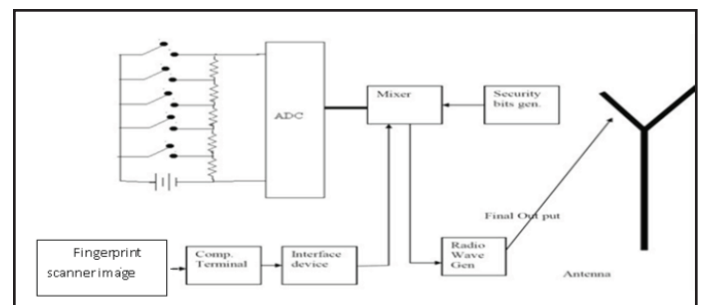 ADC
Mixer
Security
bits gen.
Final Out put
Fingerprint
scanner image
Comp.
Terminal
Interface
device
Radio
Wave
Gen
Antenna